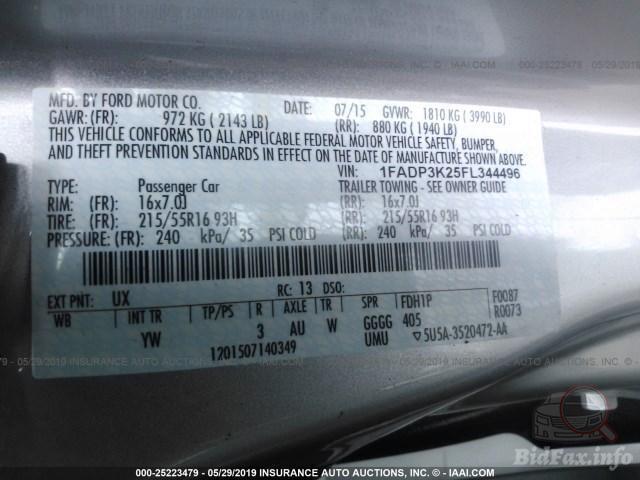 000-25223479 - 05/29/2019 INSURANCE AUTO AUCTIONS, INC. - IAAI.COM
MFD. BY FORD MOTOR CO. DATE: 07/15 GVWR: 1810 KG ( 3990 LB)
GAWR: (FR): 972 KG ( 2143 LB) (RR): 880 KG ( 1940 LB)
THIS VEHICLE CONFORMS TO ALL APPLICABLE FEDERAL MOTOR VEHICLE SAFETY, BUMPER,
AND THEFT PREVENTION STANDARDS IN EFFECT ON THE DATE OF MANUFACTURE SHOWN ABOVE.
VIN: 1FADP3K25FL344496
TYPE: Passenger Car TRAILER TOWING - SEE OWNER GUIDE
RIM: (FR): 16x7.0J (RR): 16x7.0J
TIRE: (FR): 215/55R16 93H (RR): 215/55R16 93H
PRESSURE: (FR): 240 kPa/ 35 PSI COLD (RR): 240 kPa/ 35 PSI COLD
RC: 13 DSO:
EXT PNT: UX FDH1P F0087
WB INT TR TP/PS R AXLE TR SPR 405 R0073
YW 3 AU W GGGG
1201507140349 UMU 5U5A-3520472-AA
000-25223479 - 05/29/2019 INSURANCE AUTO AUCTIONS, INC. - IAAI.COM
BidFax.info